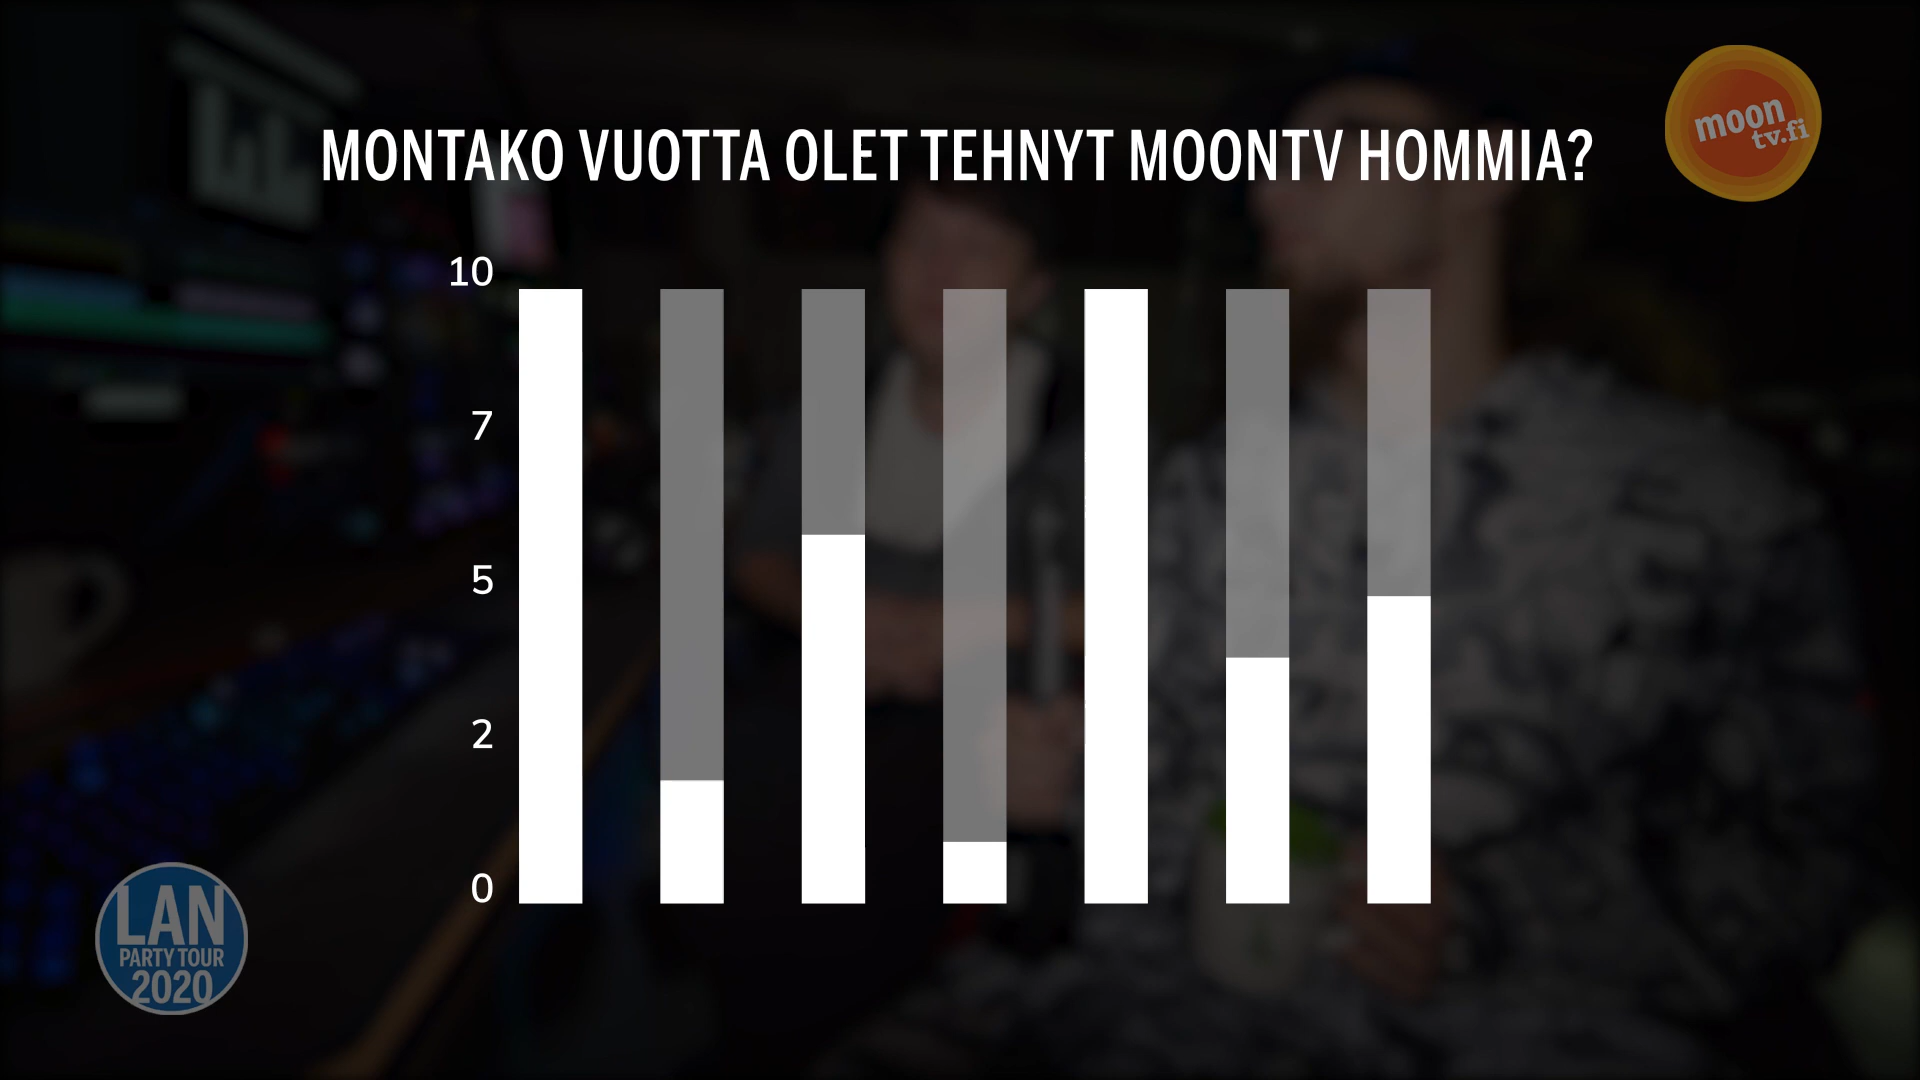 MONTAKO VUOTTA OLET TEHNYT MOONTV HOMMIA?
moon
tv.fi
10
7
5
2
0
LAN
PARTY TOUR
2020